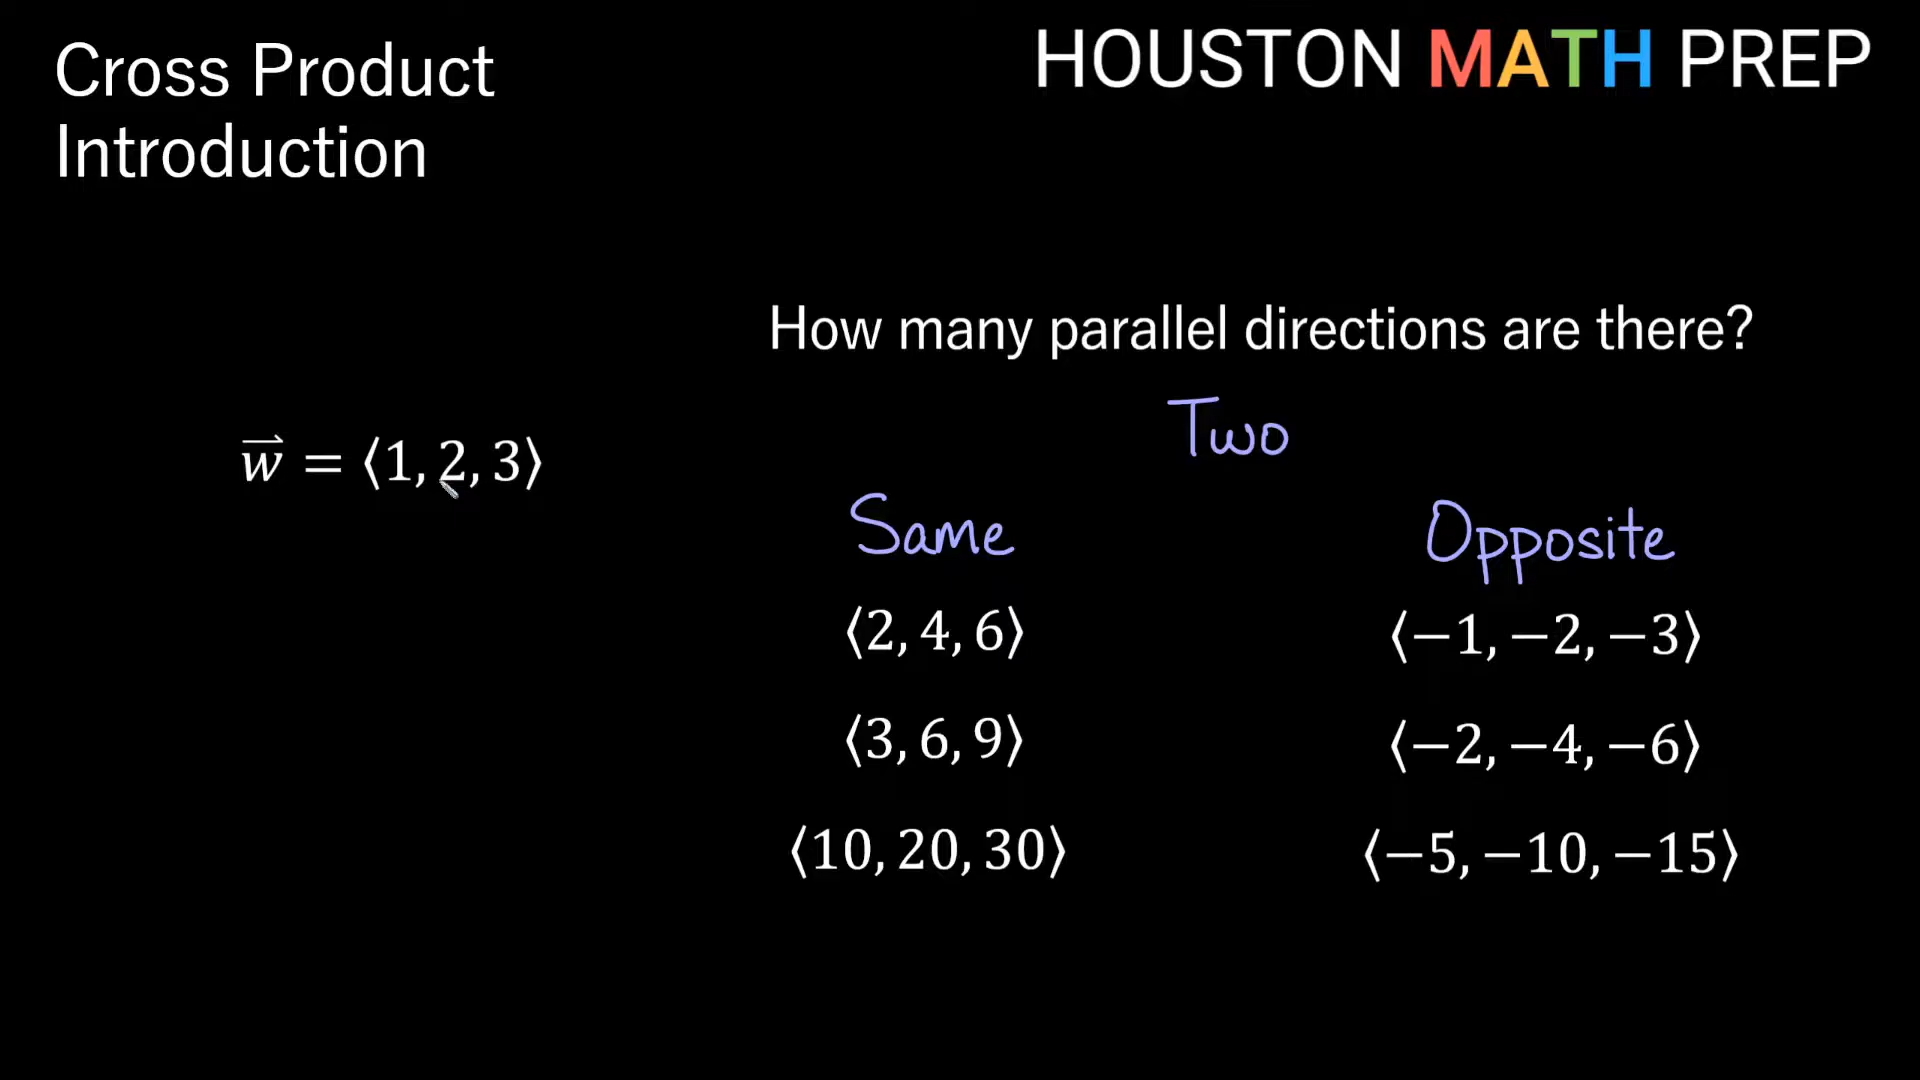 Cross Product
Introduction
HOUSTON MATH PREP
How many parallel directions are there?
Two
w⃗ = ⟨1, 2, 3⟩
Same
Opposite
⟨2, 4, 6⟩
⟨−1, −2, −3⟩
⟨3, 6, 9⟩
⟨−2, −4, −6⟩
⟨10, 20, 30⟩
⟨−5, −10, −15⟩